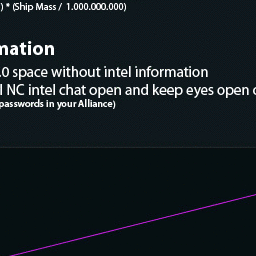 ) * (Ship Mass / 1.000.000.000)
mation
.0 space without intel information
l NC intel chat open and keep eyes open
passwords in your Alliance)